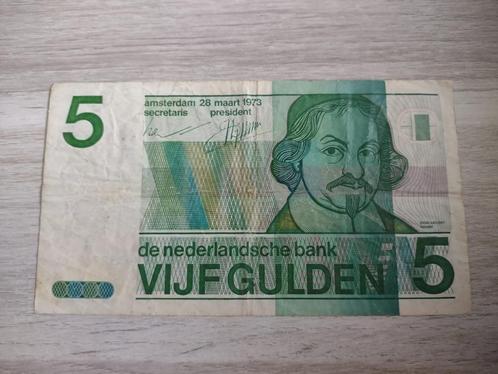 5
amsterdam 28 maart 1973
secretaris president
de nederlandsche bank
VIJF GULDEN 5